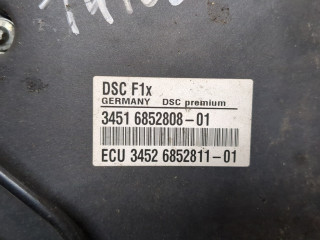 DSC F1x
GERMANY DSC premium
3451 6852808-01
ECU 3452 6852811-01